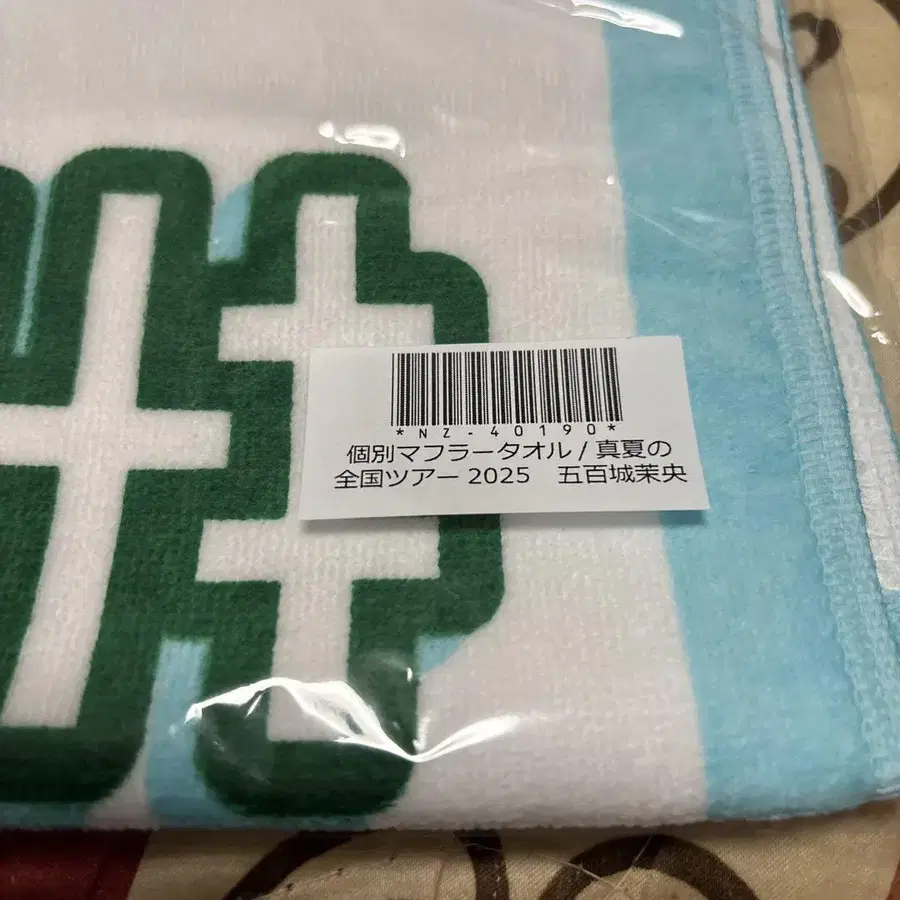 *NZ-40190*
個別マフラータオル / 真夏の
全国ツアー 2025　五百城茉央